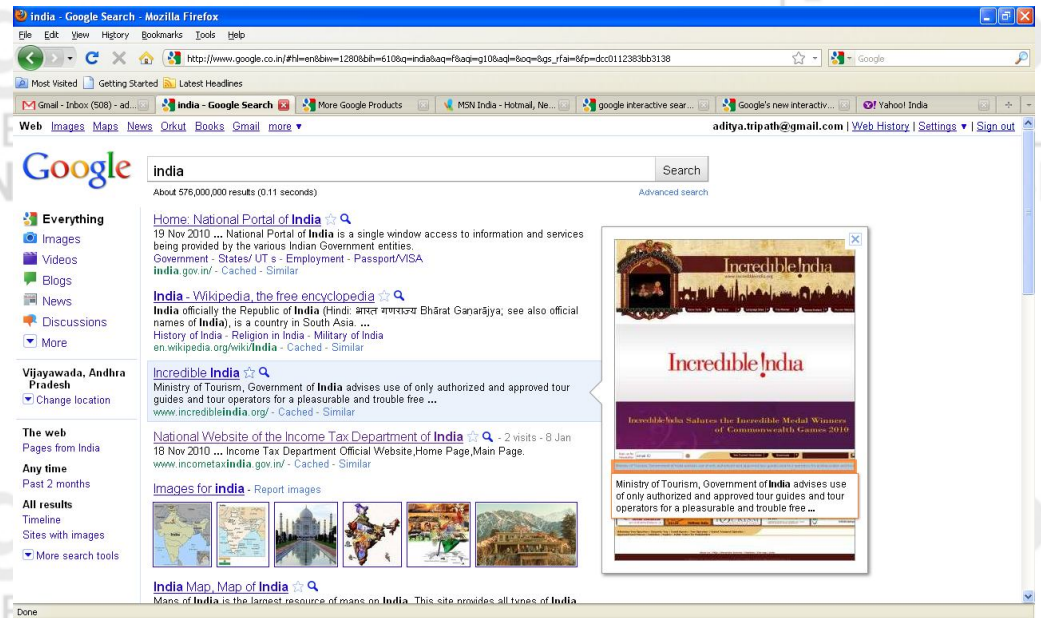 india - Google Search - Mozilla Firefox
File Edit View History Bookmarks Tools Help
http://www.google.co.in/#hl=en&biw=1280&bih=610&q=india&aq=f&aqi=g10&aql=&oq=&gs_rfai=&fp=dcc0112383bb3138
Google
Most Visited Getting Started Latest Headlines
Gmail - Inbox (508) - ad... india - Google Search More Google Products MSN India - Hotmail, Ne... google interactive sear... Google's new interactiv... Yahoo! India
Web Images Maps News Orkut Books Gmail more ▼
aditya.tripath@gmail.com | Web History | Settings ▼ | Sign out
Google
india
Search
About 576,000,000 results (0.11 seconds)
Advanced search
Everything
Images
Videos
Blogs
News
Discussions
More
Vijayawada, Andhra
Pradesh
Change location
The web
Pages from India
Any time
Past 2 months
All results
Timeline
Sites with images
More search tools
Home: National Portal of India
19 Nov 2010 ... National Portal of India is a single window access to information and services
being provided by the various Indian Government entities.
Government - States/ UT s - Employment - Passport/VISA
india.gov.in/ - Cached - Similar
India - Wikipedia, the free encyclopedia
India officially the Republic of India (Hindi: भारत गणराज्य Bhārat Gaṇarājya; see also official
names of India), is a country in South Asia. ...
History of India - Religion in India - Military of India
en.wikipedia.org/wiki/India - Cached - Similar
Incredible India
Ministry of Tourism, Government of India advises use of only authorized and approved tour
guides and tour operators for a pleasurable and trouble free ...
www.incredibleindia.org/ - Cached - Similar
National Website of the Income Tax Department of India - 2 visits - 8 Jan
18 Nov 2010 ... Income Tax Department Official Website,Home Page,Main Page.
www.incometaxindia.gov.in/ - Cached - Similar
Images for india - Report images
India Map, Map of India
Maps of India is the largest resource of maps on India. This site provides all types of India
Incredible !ndia
Incredible !ndia
Incredible India Salutes the Incredible Medal Winners
of Commonwealth Games 2010
Ministry of Tourism, Government of India advises use
of only authorized and approved tour guides and tour
operators for a pleasurable and trouble free ...
Done